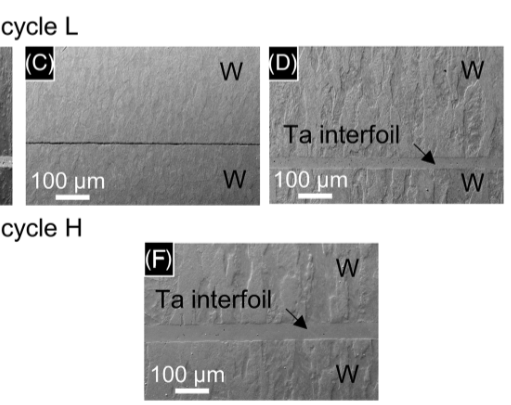 cycle L
(C)
W
W
100 µm
(D)
W
Ta interfoil
100 µm
W
cycle H
(F)
W
Ta interfoil
W
100 µm